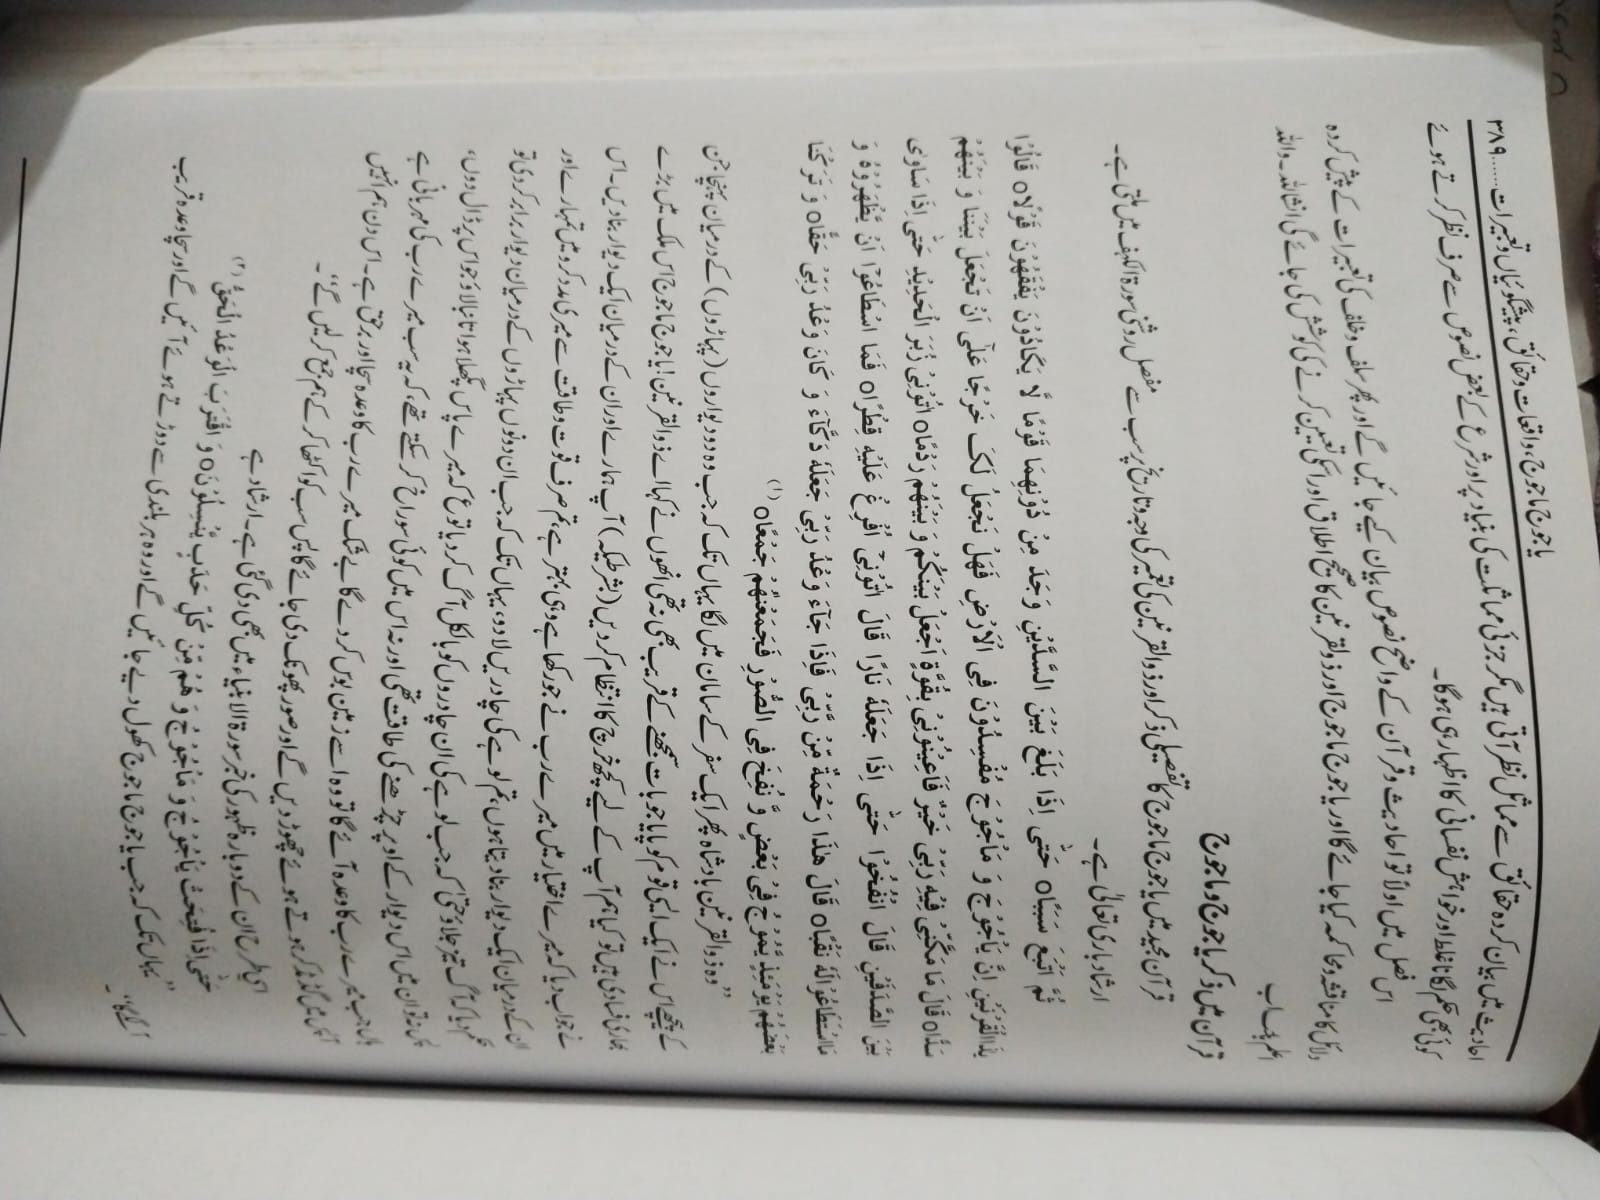 یاجوج ماجوج، واقعات و حقائق، پیشگوئیاں و تعبیرات......۳۸۹
احادیث میں بیان کردہ حقائق سے مماثل نظر آتی ہیں مگر جزئی مماثلت کی بنیاد پر اور شرع کے بعض نصوص سے صرف نظر کرتے ہوئے
کوئی بھی حکم لگانا غلط اور خواہش نفسانی کا اظہار ہی ہوگا۔
اس فصل میں اولاً تو احادیث و قرآن کے واضح نصوص بیان کیے جائیں گے اور پھر سلف و خلف کی تعبیرات کے پیش کردہ
دلائل کا مناقشہ و محاکمہ کیا جائے گا اور یاجوج ماجوج اور ذولقرنین کا صحیح اطلاق اور اسکی تعیین کرنے کی کوشش کی جائے گی انشاللہ۔ واللہ
اعلم
قرآن میں ذکر یاجوج و ماجوج
قرآن مجید میں یاجوج ماجوج کا تفصیلی ذکر اور ذوالقرنین کی تعمیر کی وجہ و تاریخ پر سب سے مفصل روشنی سورۃ الکہف میں ملتی ہے۔
ارشاد باری تعالیٰ ہے۔
ثُمَّ اَتْبَعَ سَبَبًاo حَتّٰی اِذَا بَلَغَ بَیْنَ السَّدَّیْنِ وَجَدَ مِنْ دُوْنِهِمَا قَوْمًا لَّا یَکَادُوْنَ یَفْقَهُوْنَ قَوْلًاo قَالُوْا
یٰذَاالْقَرْنَیْنِ اِنَّ یَاْجُوْجَ وَ مَاْجُوْجَ مُفْسِدُوْنَ فِی الْاَرْضِ فَهَلْ نَجْعَلُ لَکَ خَرْجًا عَلٰٓی اَنْ تَجْعَلَ بَیْنَنَا وَ بَیْنَهُمْ
سَدًّاo قَالَ مَا مَکَّنِّیْ فِیْهِ رَبِّیْ خَیْرٌ فَاَعِیْنُوْنِیْ بِقُوَّةٍ اَجْعَلْ بَیْنَکُمْ وَ بَیْنَهُمْ رَدْمًاo اٰتُوْنِیْ زُبَرَ الْحَدِیْدِ حَتّٰی اِذَا سَاوٰی
بَیْنَ الصَّدَفَیْنِ قَالَ انْفُخُوْا حَتّٰی اِذَا جَعَلَهٗ نَارًا قَالَ اٰتُوْنِیْٓ اُفْرِغْ عَلَیْهِ قِطْرًاo فَمَا اسْطَاعُوْٓا اَنْ یَّظْهَرُوْهُ وَ
مَااسْتَطَاعُوْالَهٗ نَقْبًاo قَالَ هٰذَا رَحْمَةٌ مِّنْ رَّبِّیْ فَاِذَا جَآءَ وَعْدُ رَبِّیْ جَعَلَهٗ دَکَّآءَ وَ کَانَ وَعْدُ رَبِّیْ حَقًّاo وَ تَرَکْنَا
بَعْضَهُمْ یَوْمَئِذٍ یَّمُوْجُ فِیْ بَعْضٍ وَّ نُفِخَ فِی الصُّوْرِ فَجَمَعْنٰهُمْ جَمْعًاo (۱)
”وہ ذوالقرنین بادشاہ پھر ایک سفر کے سامان میں لگا یہاں تک کہ جب وہ دو دیواروں (پہاڑوں) کے درمیان پہنچا جن
کے پیچھے اس نے ایک ایسی قوم کو پایا جو بات سمجھنے کے قریب بھی نہ تھی انھوں نے کہا اے ذوالقرنین! یاجوج ماجوج اس ملک میں بڑے
بھاری فسادی ہیں تو کیا ہم آپ کے لیے کچھ خرچ کا انتظام کردیں (بشرطیکہ) آپ ہمارے اور ان کے درمیان ایک دیوار بنادیں۔ اس
نے جواب دیا کہ میرے اختیار میں میرے رب نے جو رکھا ہے وہی بہتر ہے، تم صرف قوت وطاقت سے میری مدد کرو میں تمہارے اور
ان کے درمیان ایک دیوار بنا دیتا ہوں، تم لوہے کی چادریں لادو، یہاں تک کہ جب ان دونوں پہاڑوں کے درمیان دیوار برابر کردی تو
حکم دیا کہ آگ تیز جلاؤ حتیٰ کہ جب لوہے کی ان چادروں کو بالکل آگ کردیا تو ع کہ میرے پاس پگھلا ہوا تانبا لاؤ جو اس پر ڈال دوں،
پس نہ تو ان میں اس دیوار کے اوپر چڑھنے کی طاقت تھی اور نہ اس میں کوئی سوراخ کر سکتے تھے، کہ یہ سب میرے رب کی مہربانی ہے
ہاں جب میرے رب کا وعدہ آئے گا تو وہ اسے زمین بوس کردے گا بے شک میرے رب کا وعدہ سچا اور برحق ہے۔ اس دن ہم انہیں
آپس میں گڈمڈ کر ہوتے ہوئے چھوڑ دیں گے اور صور پھونک دی جائے گا پس سب کو اکٹھا کرکے ہم جمع کرلیں گے“۔
اسی طرح ان کے دوبارہ ظہور کی خبر سورۃ الانبیاء میں بھی دی گئی ہے۔ ارشاد ہے
حَتّٰی اِذَا فُتِحَتْ یَاْجُوْجُ وَ مَاْجُوْجُ وَ هُمْ مِّنْ کُلِّ حَدَبٍ یَّنْسِلُوْنَo وَ اقْتَرَبَ الْوَعْدُ الْحَقُّ (۲)
”یہاں تک کہ جب یاجوج ماجوج کھول دیے جائیں گے اور وہ ہر بلندی سے دوڑتے ہوئے آئیں گے اور سچا وعدہ قریب
آلگے گا“۔